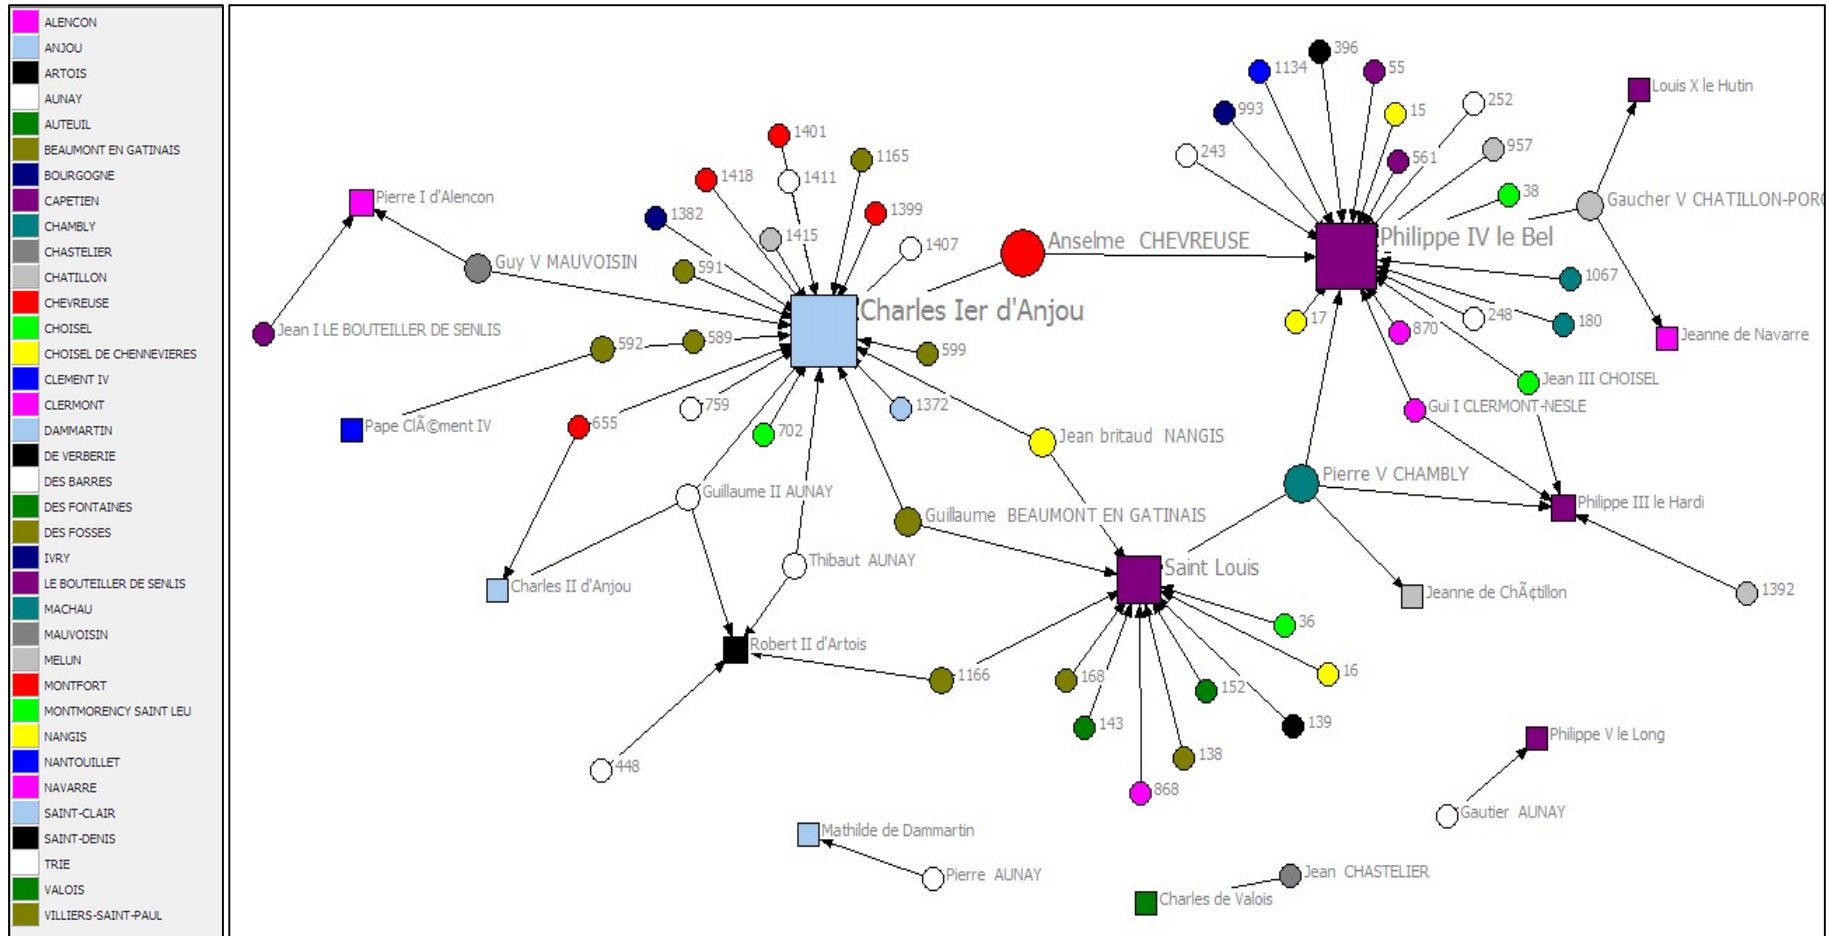 ALENCON
ANJOU
ARTOIS
AUNAY
AUTEUIL
BEAUMONT EN GATINAIS
BOURGOGNE
CAPETIEN
CHAMBLY
CHASTELIER
CHATILLON
CHEVREUSE
CHOISEL
CHOISEL DE CHENNEVIERES
CLEMENT IV
CLERMONT
DAMMARTIN
DE VERBERIE
DES BARRES
DES FONTAINES
DES FOSSES
IVRY
LE BOUTEILLER DE SENLIS
MACHAU
MAUVOISIN
MELUN
MONTFORT
MONTMORENCY SAINT LEU
NANGIS
NANTOUILLET
NAVARRE
SAINT-CLAIR
SAINT-DENIS
TRIE
VALOIS
VILLIERS-SAINT-PAUL
396
1134
55
Louis X le Hutin
252
993
15
1401
957
243
1165
561
1411
1418
Pierre I d'Alencon
38
Gaucher V CHATILLON-PORC
1382
1399
1415
1407
Anselme CHEVREUSE
Philippe IV le Bel
Guy V MAUVOISIN
591
1067
Charles Ier d'Anjou
17
248
180
Jean I LE BOUTEILLER DE SENLIS
870
Jeanne de Navarre
592
589
599
Jean III CHOISEL
759
1372
Gui I CLERMONT-NESLE
Pape ClÃ©ment IV
655
702
Jean britaud NANGIS
Pierre V CHAMBLY
Guillaume II AUNAY
Philippe III le Hardi
Guillaume BEAUMONT EN GATINAIS
Thibaut AUNAY
Saint Louis
Charles II d'Anjou
Jeanne de ChÃ¢tillon
1392
36
Robert II d'Artois
1166
168
16
152
143
139
Philippe V le Long
138
448
868
Gautier AUNAY
Mathilde de Dammartin
Pierre AUNAY
Jean CHASTELIER
Charles de Valois